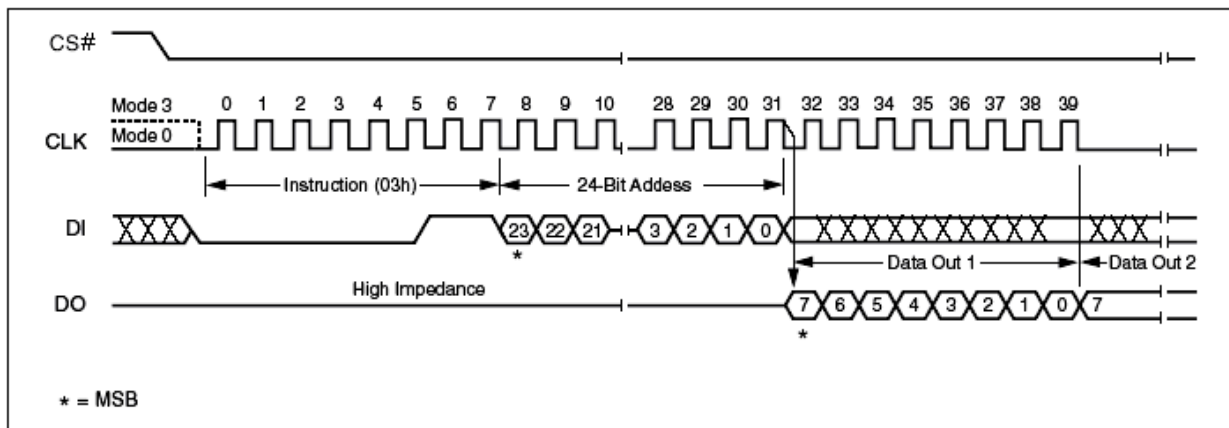 CS#
Mode 3
0 1 2 3 4 5 6 7 8 9 10 28 29 30 31 32 33 34 35 36 37 38 39
Mode 0
CLK
Instruction (03h)
24-Bit Addess
DI
23 22 21 3 2 1 0
*
Data Out 1
Data Out 2
High Impedance
DO
7 6 5 4 3 2 1 0 7
*
* = MSB